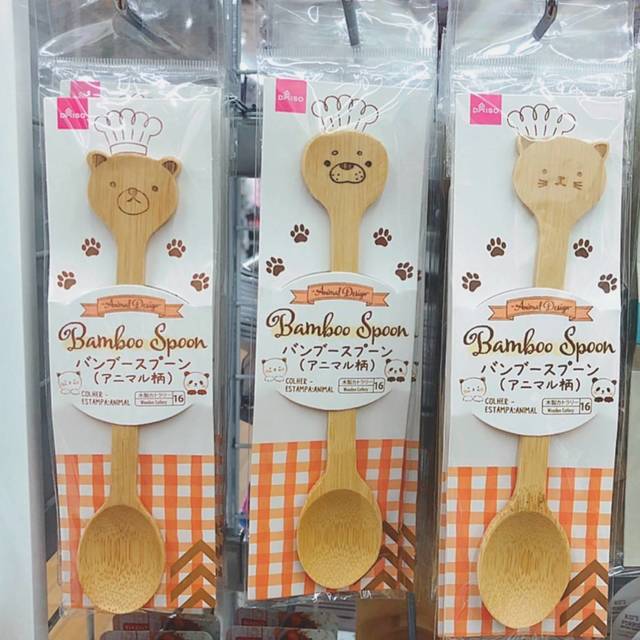 DAISO
Animal Design
Bamboo Spoon
バンブースプーン
(アニマル柄)
COLHER -
ESTAMPA:ANIMAL
木製カトラリー
Wooden Cutlery
16
DAISO
Animal Design
Bamboo Spoon
バンブースプーン
(アニマル柄)
COLHER -
ESTAMPA:ANIMAL
木製カトラリー
Wooden Cutlery
16
DAISO
Animal Design
Bamboo Spoon
バンブースプーン
(アニマル柄)
COLHER -
ESTAMPA:ANIMAL
木製カトラリー
Wooden Cutlery
16